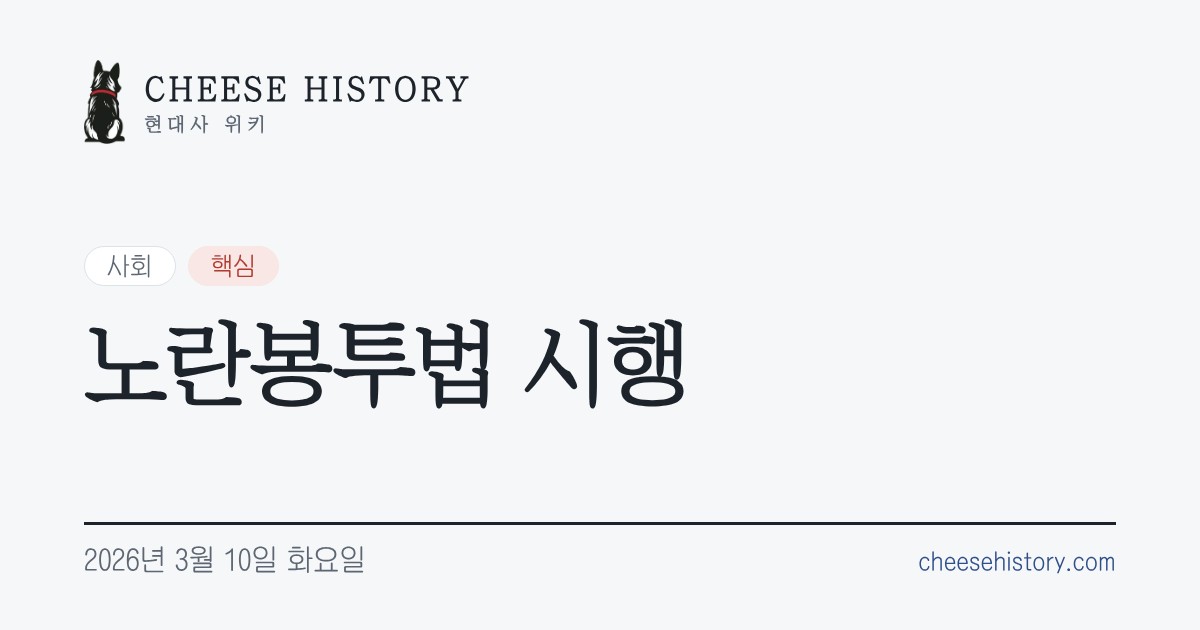 CHEESE HISTORY
현대사 위키
사회 핵심
노란봉투법 시행
2026년 3월 10일 화요일
cheesehistory.com